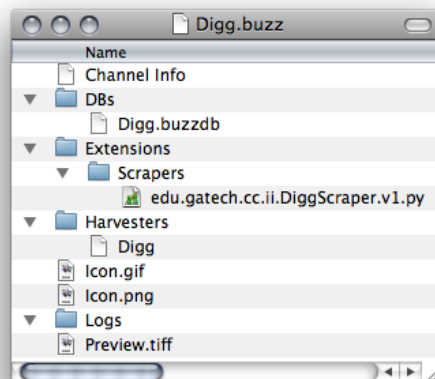 Digg.buzz
Name
Channel Info
DBs
Digg.buzzdb
Extensions
Scrapers
edu.gatech.cc.ii.DiggScraper.v1.py
Harvesters
Digg
Icon.gif
Icon.png
Logs
Preview.tiff